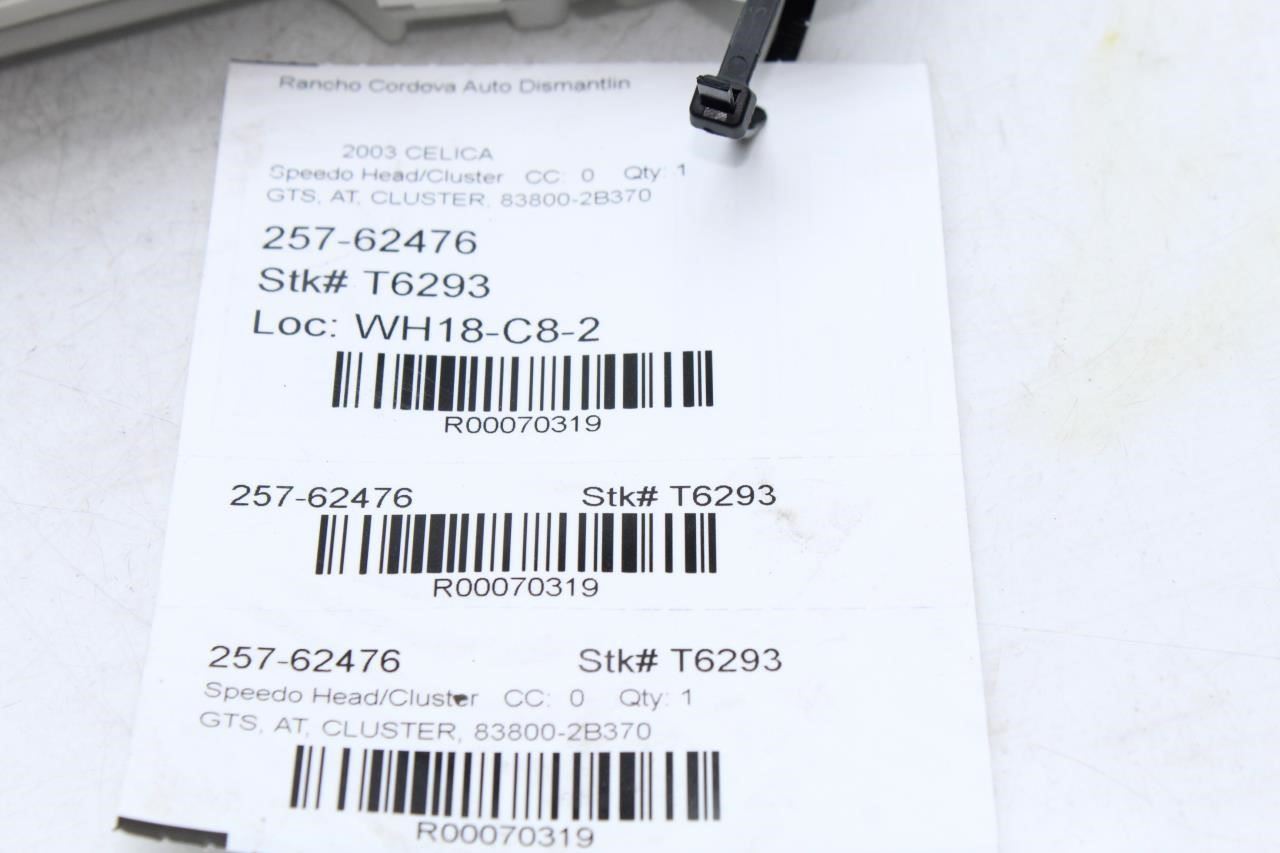 Rancho Cordova Auto Dismantlin
2003 CELICA
Speedo Head/Cluster CC: 0 Qty: 1
GTS, AT, CLUSTER, 83800-2B370
257-62476
Stk# T6293
Loc: WH18-C8-2
R00070319
257-62476 Stk# T6293
R00070319
257-62476 Stk# T6293
Speedo Head/Cluster CC: 0 Qty: 1
GTS, AT, CLUSTER, 83800-2B370
R00070319